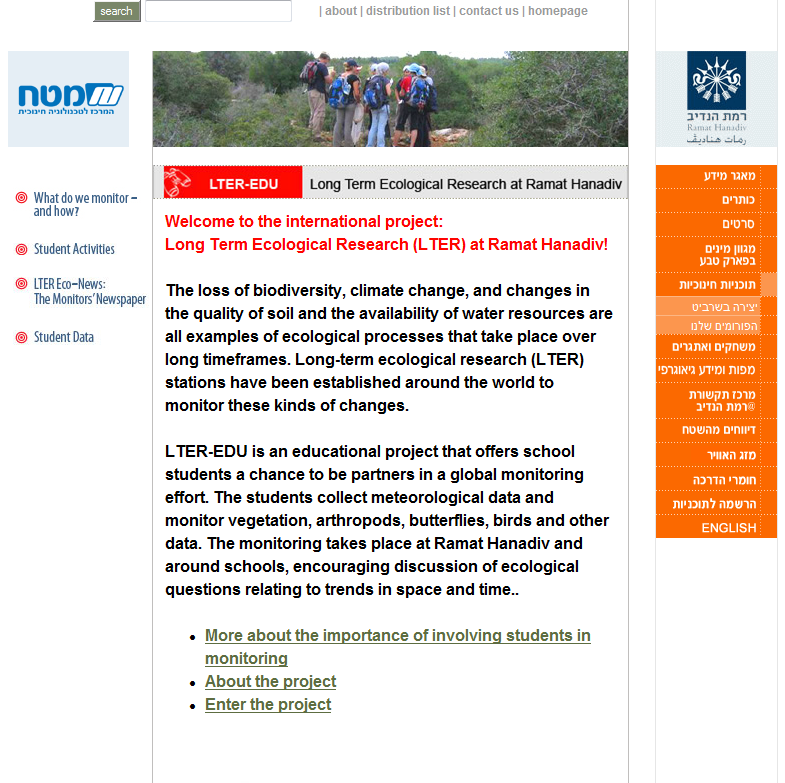 search
| about | distribution list | contact us | homepage
מטח
המרכז לטכנולוגיה חינוכית
What do we monitor –
and how?
Student Activities
LTER Eco-News:
The Monitors' Newspaper
Student Data
LTER-EDU
Long Term Ecological Research at Ramat Hanadiv
Welcome to the international project:
Long Term Ecological Research (LTER) at Ramat Hanadiv!
The loss of biodiversity, climate change, and changes in
the quality of soil and the availability of water resources are
all examples of ecological processes that take place over
long timeframes. Long-term ecological research (LTER)
stations have been established around the world to
monitor these kinds of changes.
LTER-EDU is an educational project that offers school
students a chance to be partners in a global monitoring
effort. The students collect meteorological data and
monitor vegetation, arthropods, butterflies, birds and other
data. The monitoring takes place at Ramat Hanadiv and
around schools, encouraging discussion of ecological
questions relating to trends in space and time..
More about the importance of involving students in
monitoring
About the project
Enter the project
רמת הנדיב
Ramat Hanadiv
رمات هناديڤ
מאגר מידע
כותרים
סרטים
מגוון מינים
בפארק טבע
תוכניות חינוכיות
יצירה בשרביט
הפורומים שלנו
משחקים ואתגרים
מפות ומידע גיאוגרפי
מרכז תקשורת
@רמת הנדיב
דיווחים מהשטח
מזג האוויר
חומרי הדרכה
הרשמה לתוכניות
ENGLISH